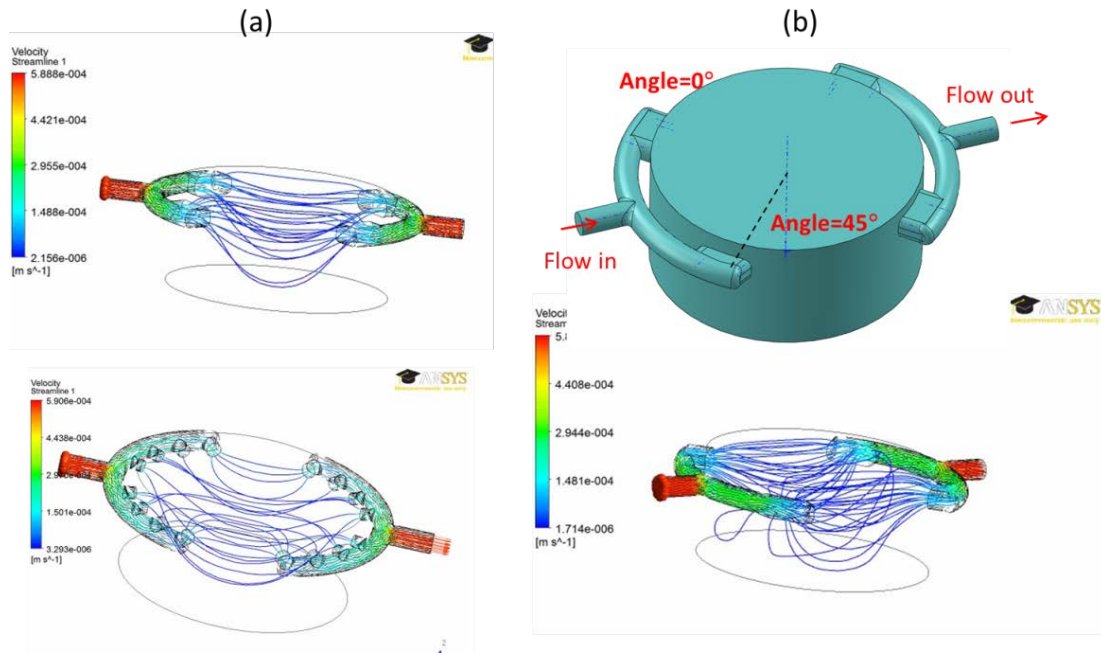 (a)
(b)
Velocity
Streamline 1
5.888e-004
4.421e-004
2.955e-004
1.488e-004
2.156e-006
[m s^-1]
Angle=0°
Flow out
Angle=45°
Flow in
Velocity
Streamline 1
5.906e-004
4.438e-004
1.501e-004
3.293e-006
[m s^-1]
ANSYS
ANSYS
4.408e-004
2.944e-004
1.481e-004
1.714e-006
[m s^-1]
z